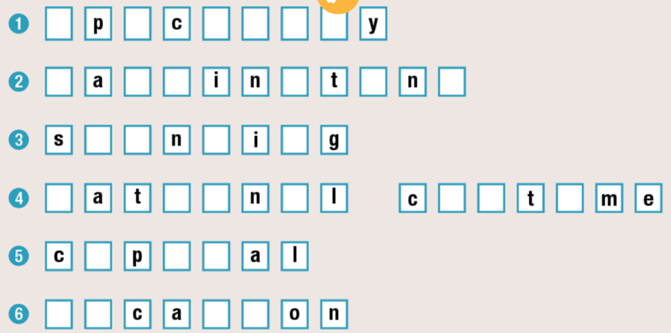 1 _ p _ c _ _ _ _ y
2 _ a _ _ i n _ t _ n _
3 s _ _ n _ i _ g
4 _ a t _ _ n _ l c _ _ t _ m e
5 c _ p _ _ a l
6 _ _ c a _ _ o n